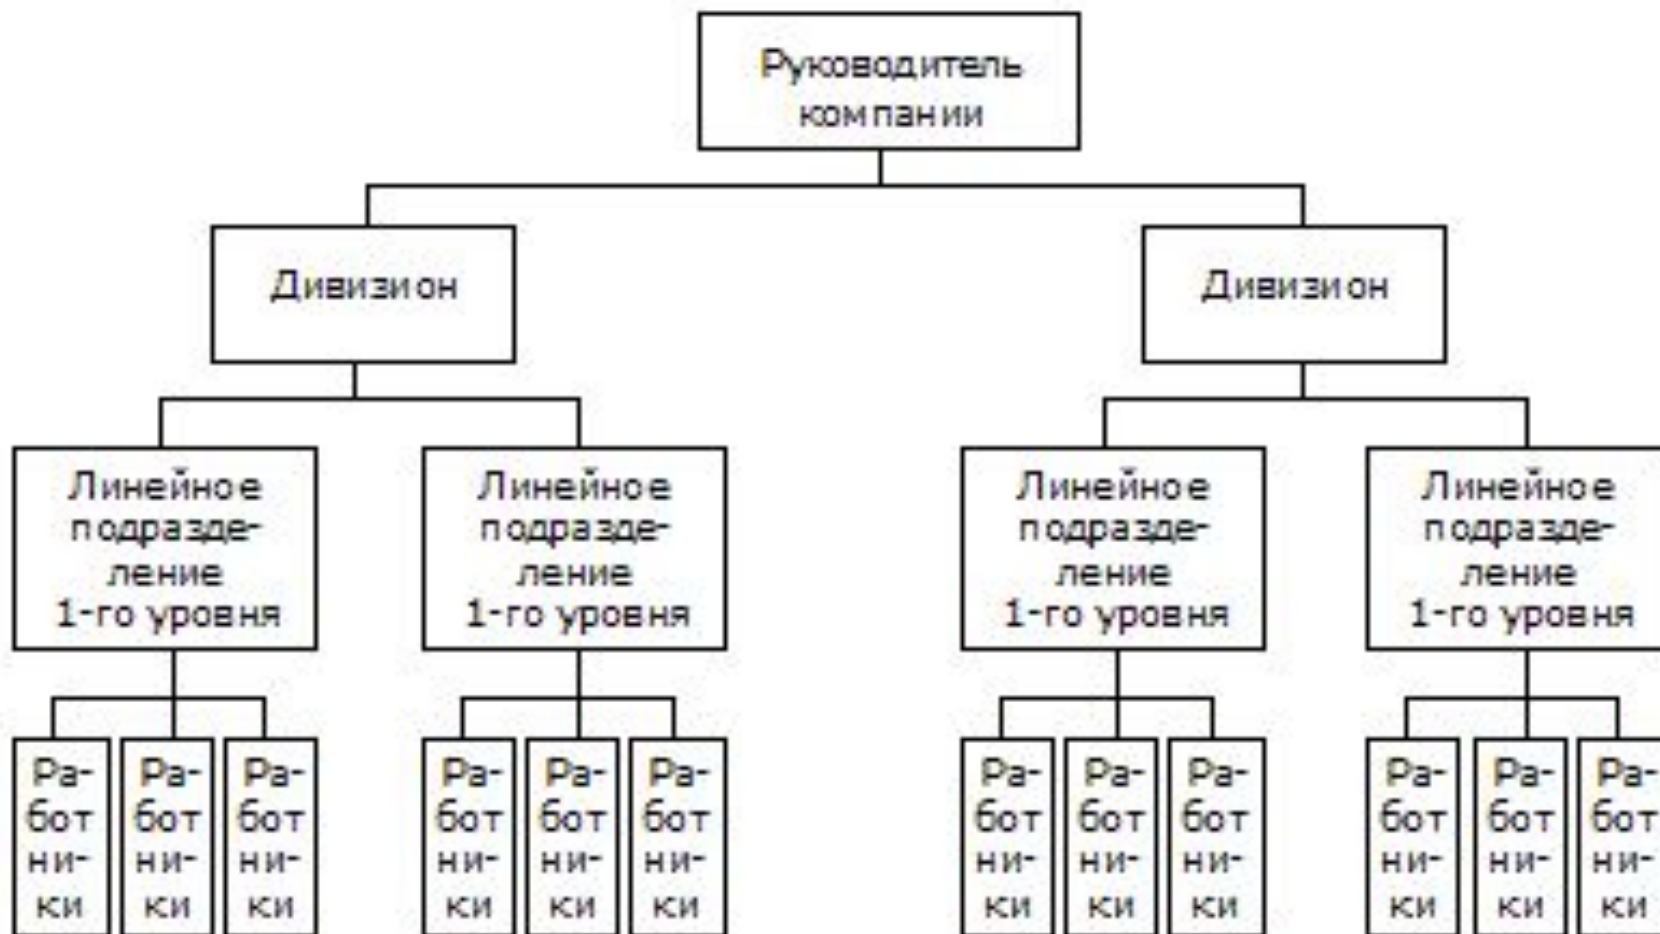 Руководитель
компании
Дивизион
Дивизион
Линейное
подразде-
ление
1-го уровня
Линейное
подразде-
ление
1-го уровня
Линейное
подразде-
ление
1-го уровня
Линейное
подразде-
ление
1-го уровня
Ра-
бот
ни-
ки
Ра-
бот
ни-
ки
Ра-
бот
ни-
ки
Ра-
бот
ни-
ки
Ра-
бот
ни-
ки
Ра-
бот
ни-
ки
Ра-
бот
ни-
ки
Ра-
бот
ни-
ки
Ра-
бот
ни-
ки
Ра-
бот
ни-
ки
Ра-
бот
ни-
ки
Ра-
бот
ни-
ки